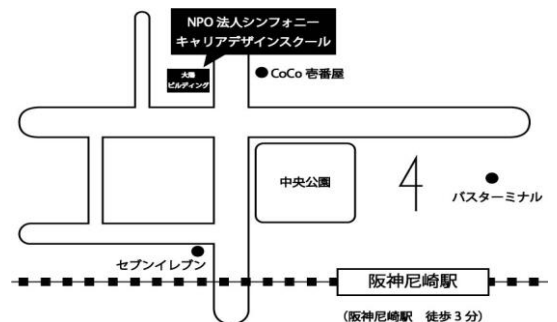 NPO 法人シンフォニー
キャリアデザインスクール
大陽
ビルディング
CoCo 壱番屋
中央公園
バスターミナル
セブンイレブン
阪神尼崎駅
(阪神尼崎駅 徒歩 3 分)